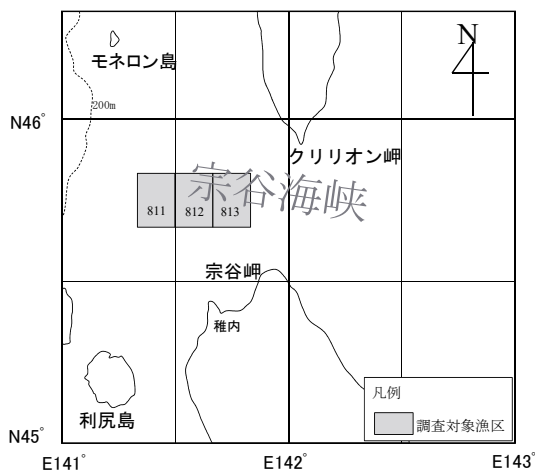 モネロン島
N
200m
N46°
クリリオン岬
宗谷海峡
811 812 813
宗谷岬
稚内
凡例
調査対象漁区
利尻島
N45°
E141° E142° E143°